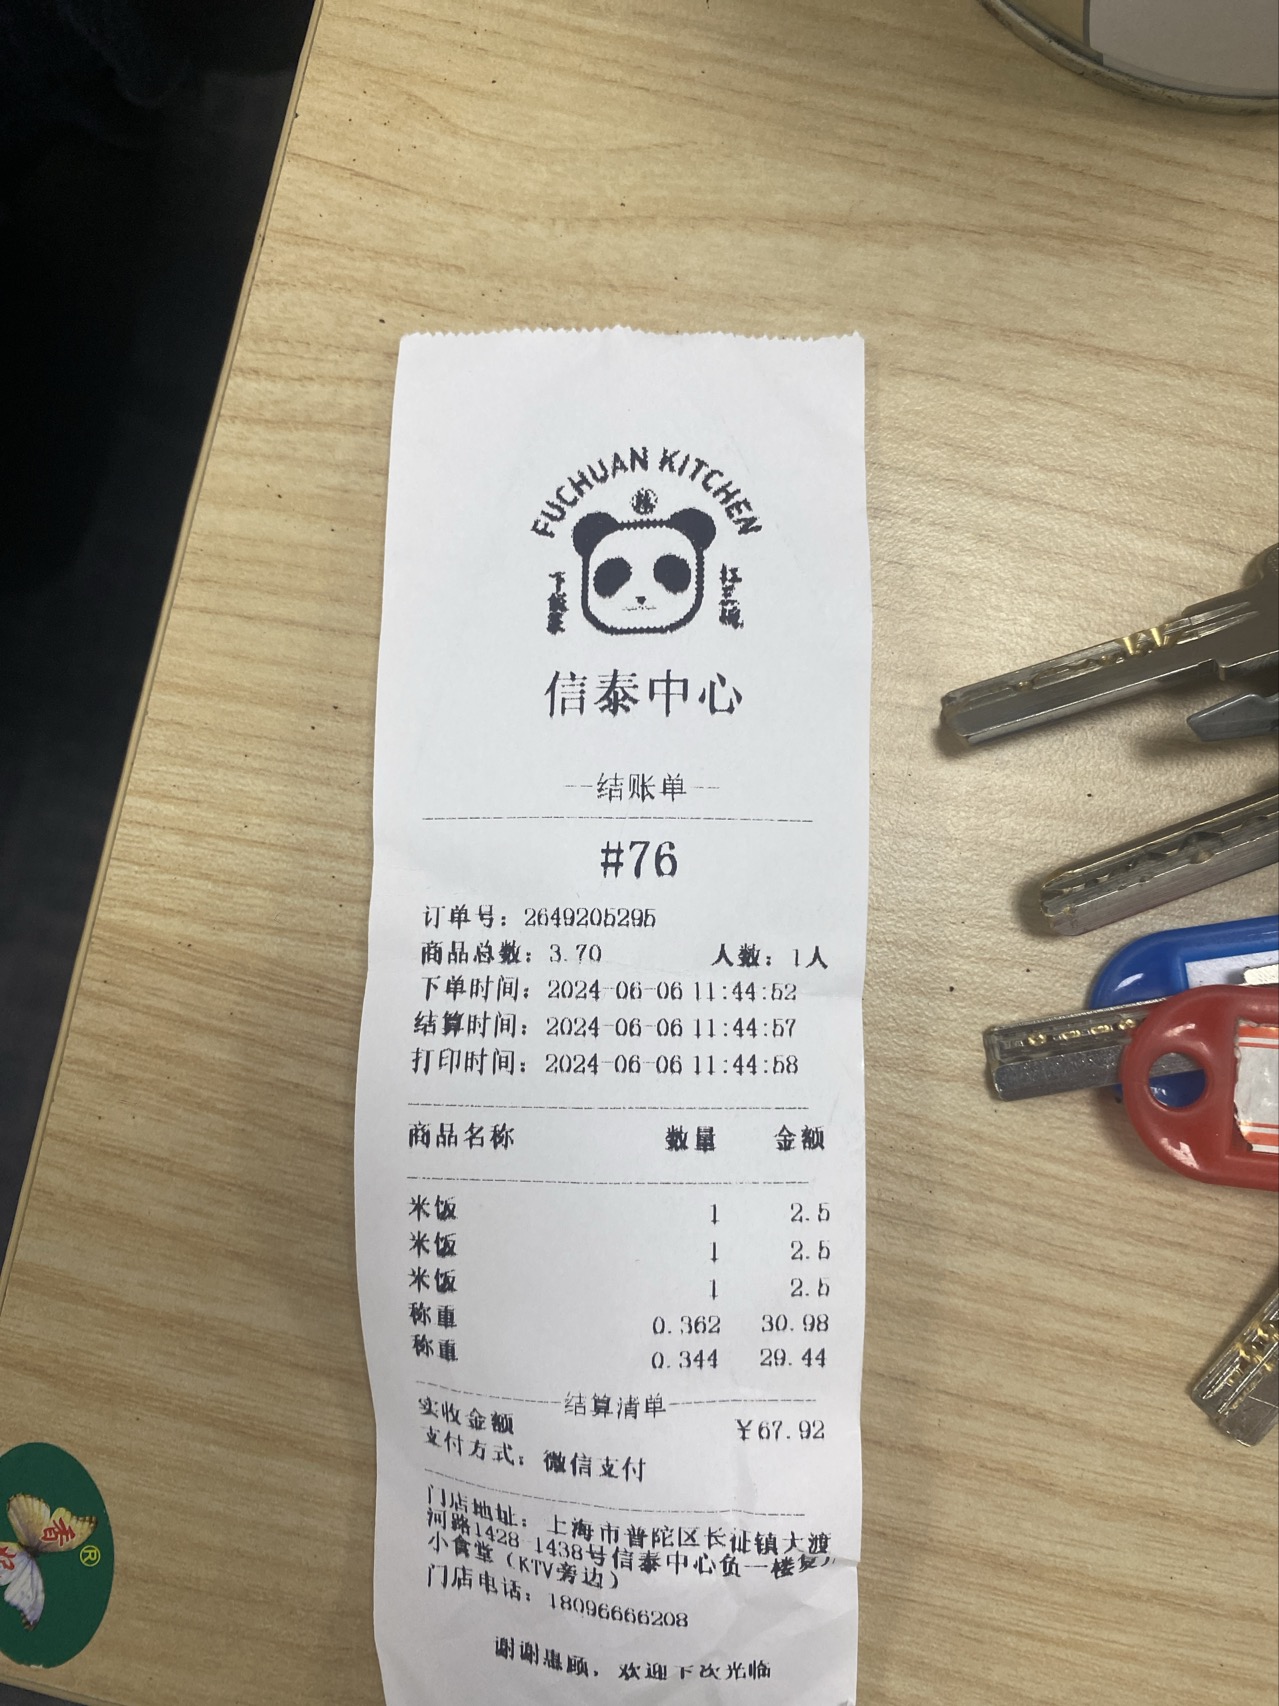 FUCHUAN KITCHEN
下饭菜
信泰中心
--结账单--
#76
订单号：2649205295
商品总数：3.70 人数：1人
下单时间：2024-06-06 11:44:52
结算时间：2024-06-06 11:44:57
打印时间：2024-06-06 11:44:58
商品名称 数量 金额
米饭 1 2.5
米饭 1 2.5
米饭 1 2.5
称重 0.362 30.98
称重 0.344 29.44
结算清单
实收金额 ¥67.92
支付方式：微信支付
门店地址：上海市普陀区长征镇大渡
河路1428 1438号信泰中心负一楼
小食堂（KTV旁边）
门店电话：18096666208
谢谢惠顾，欢迎下次光临
香
®